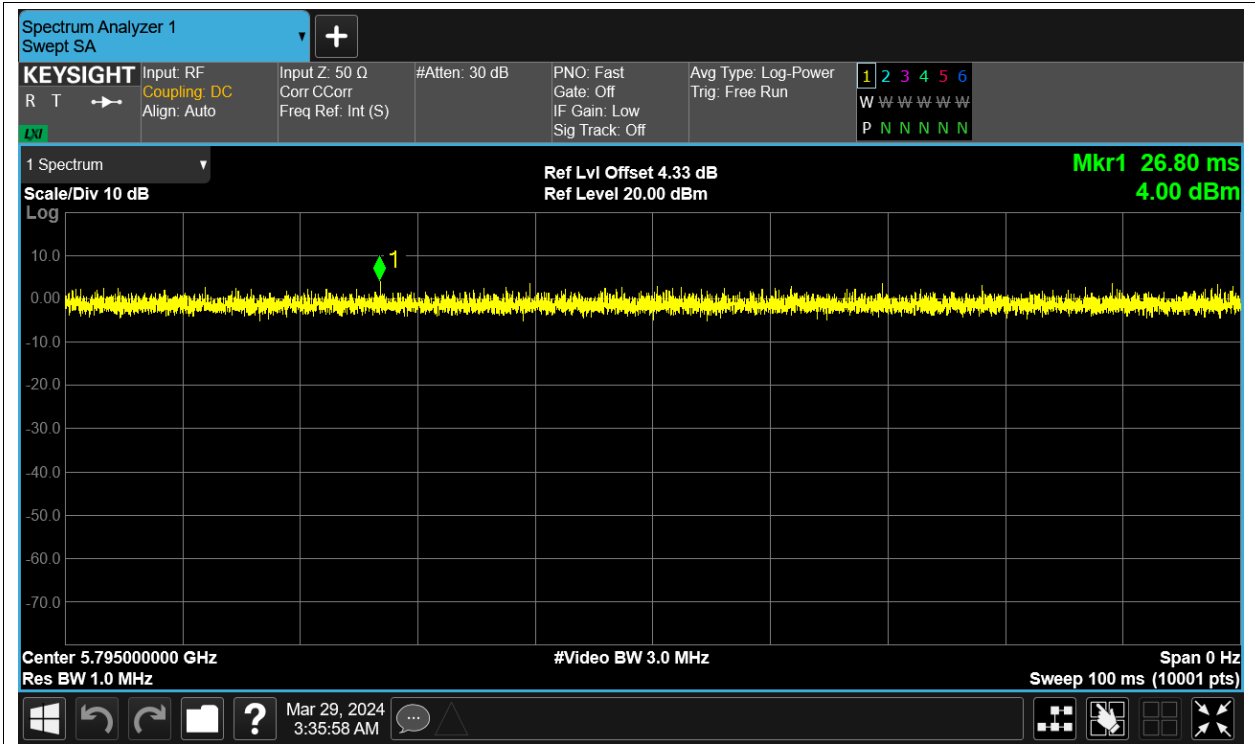 Spectrum Analyzer 1
Swept SA
KEYSIGHT
R T
LXI
Input: RF
Coupling: DC
Align: Auto
Input Z: 50 Ω
Corr CCorr
Freq Ref: Int (S)
#Atten: 30 dB
PNO: Fast
Gate: Off
IF Gain: Low
Sig Track: Off
Avg Type: Log-Power
Trig: Free Run
1 2 3 4 5 6
W W W W W W
P N N N N N
1 Spectrum
Scale/Div 10 dB
Ref Lvl Offset 4.33 dB
Ref Level 20.00 dBm
Mkr1 26.80 ms
4.00 dBm
Log
1
10.0
0.00
-10.0
-20.0
-30.0
-40.0
-50.0
-60.0
-70.0
Center 5.795000000 GHz
#Video BW 3.0 MHz
Span 0 Hz
Res BW 1.0 MHz
Sweep 100 ms (10001 pts)
?
Mar 29, 2024
3:35:58 AM